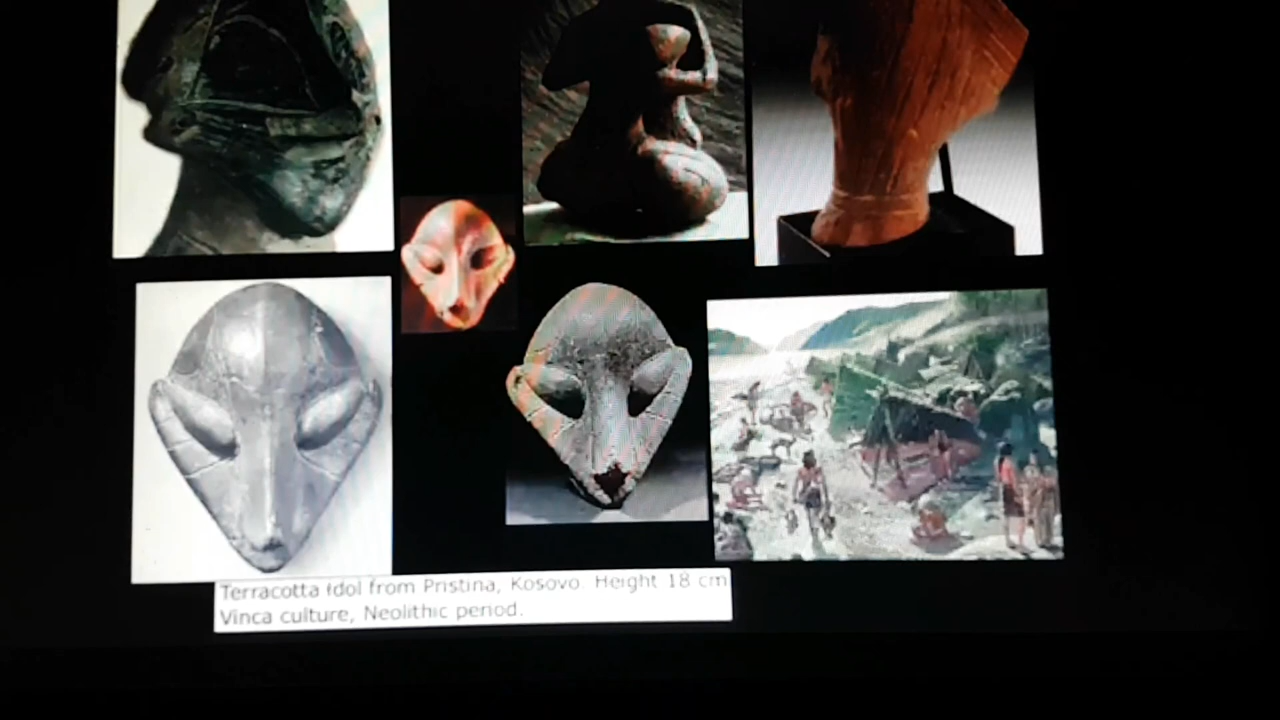 Terracotta Idol from Pristina, Kosovo. Height 18 cm
Vinca culture, Neolithic period.